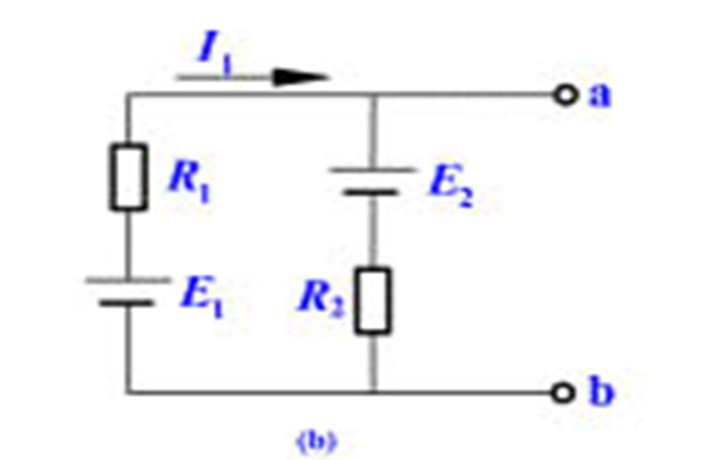 I₁
a
R₁
E₂
E₁
R₂
b
(b)